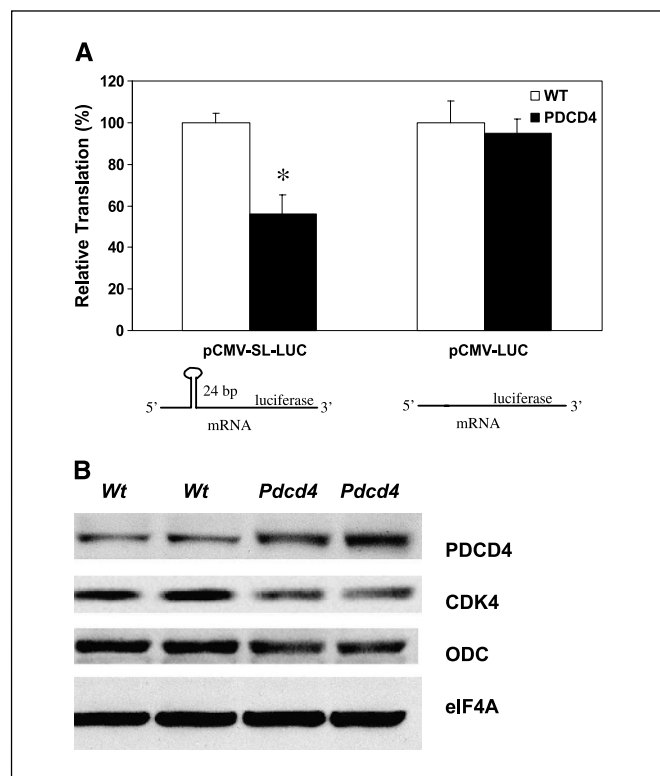 A
Relative Translation (%)
120
100
80
60
40
20
0
WT
PDCD4
*
pCMV-SL-LUC
pCMV-LUC
5’ 24 bp luciferase 3’
mRNA
5’ luciferase 3’
mRNA
B
Wt Wt Pdcd4 Pdcd4
PDCD4
CDK4
ODC
eIF4A